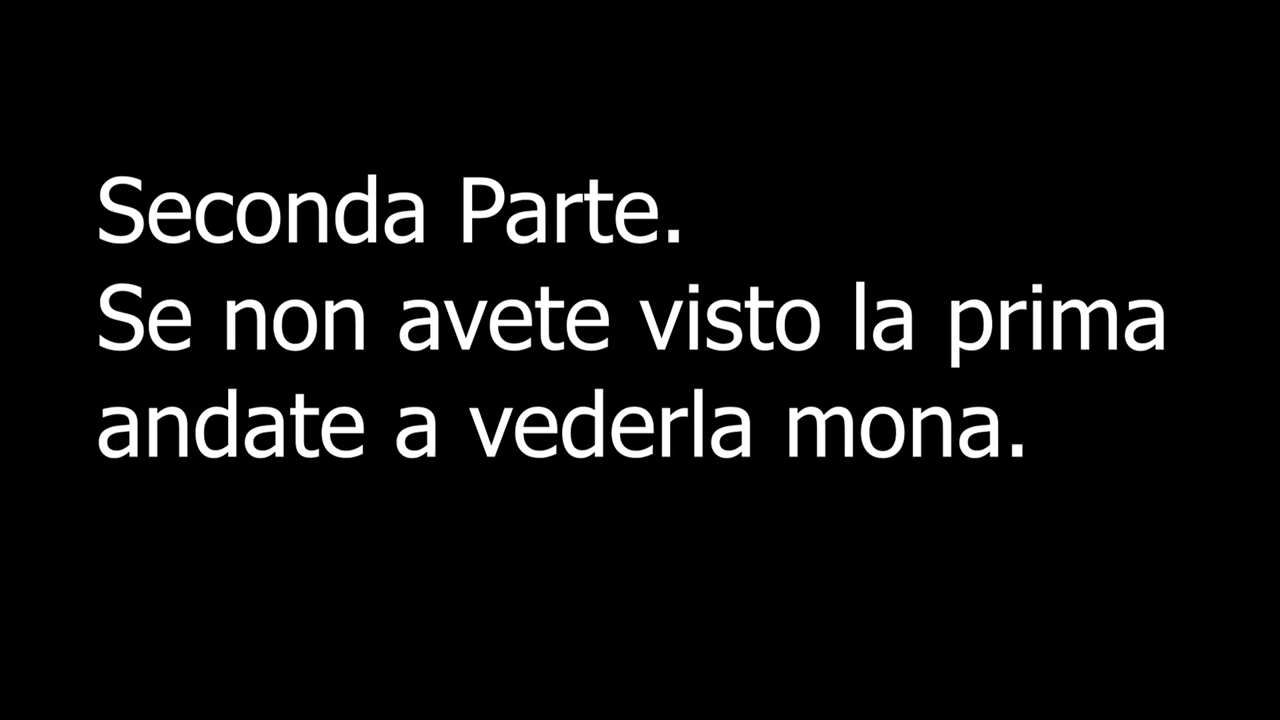 Seconda Parte.
Se non avete visto la prima
andate a vederla mona.